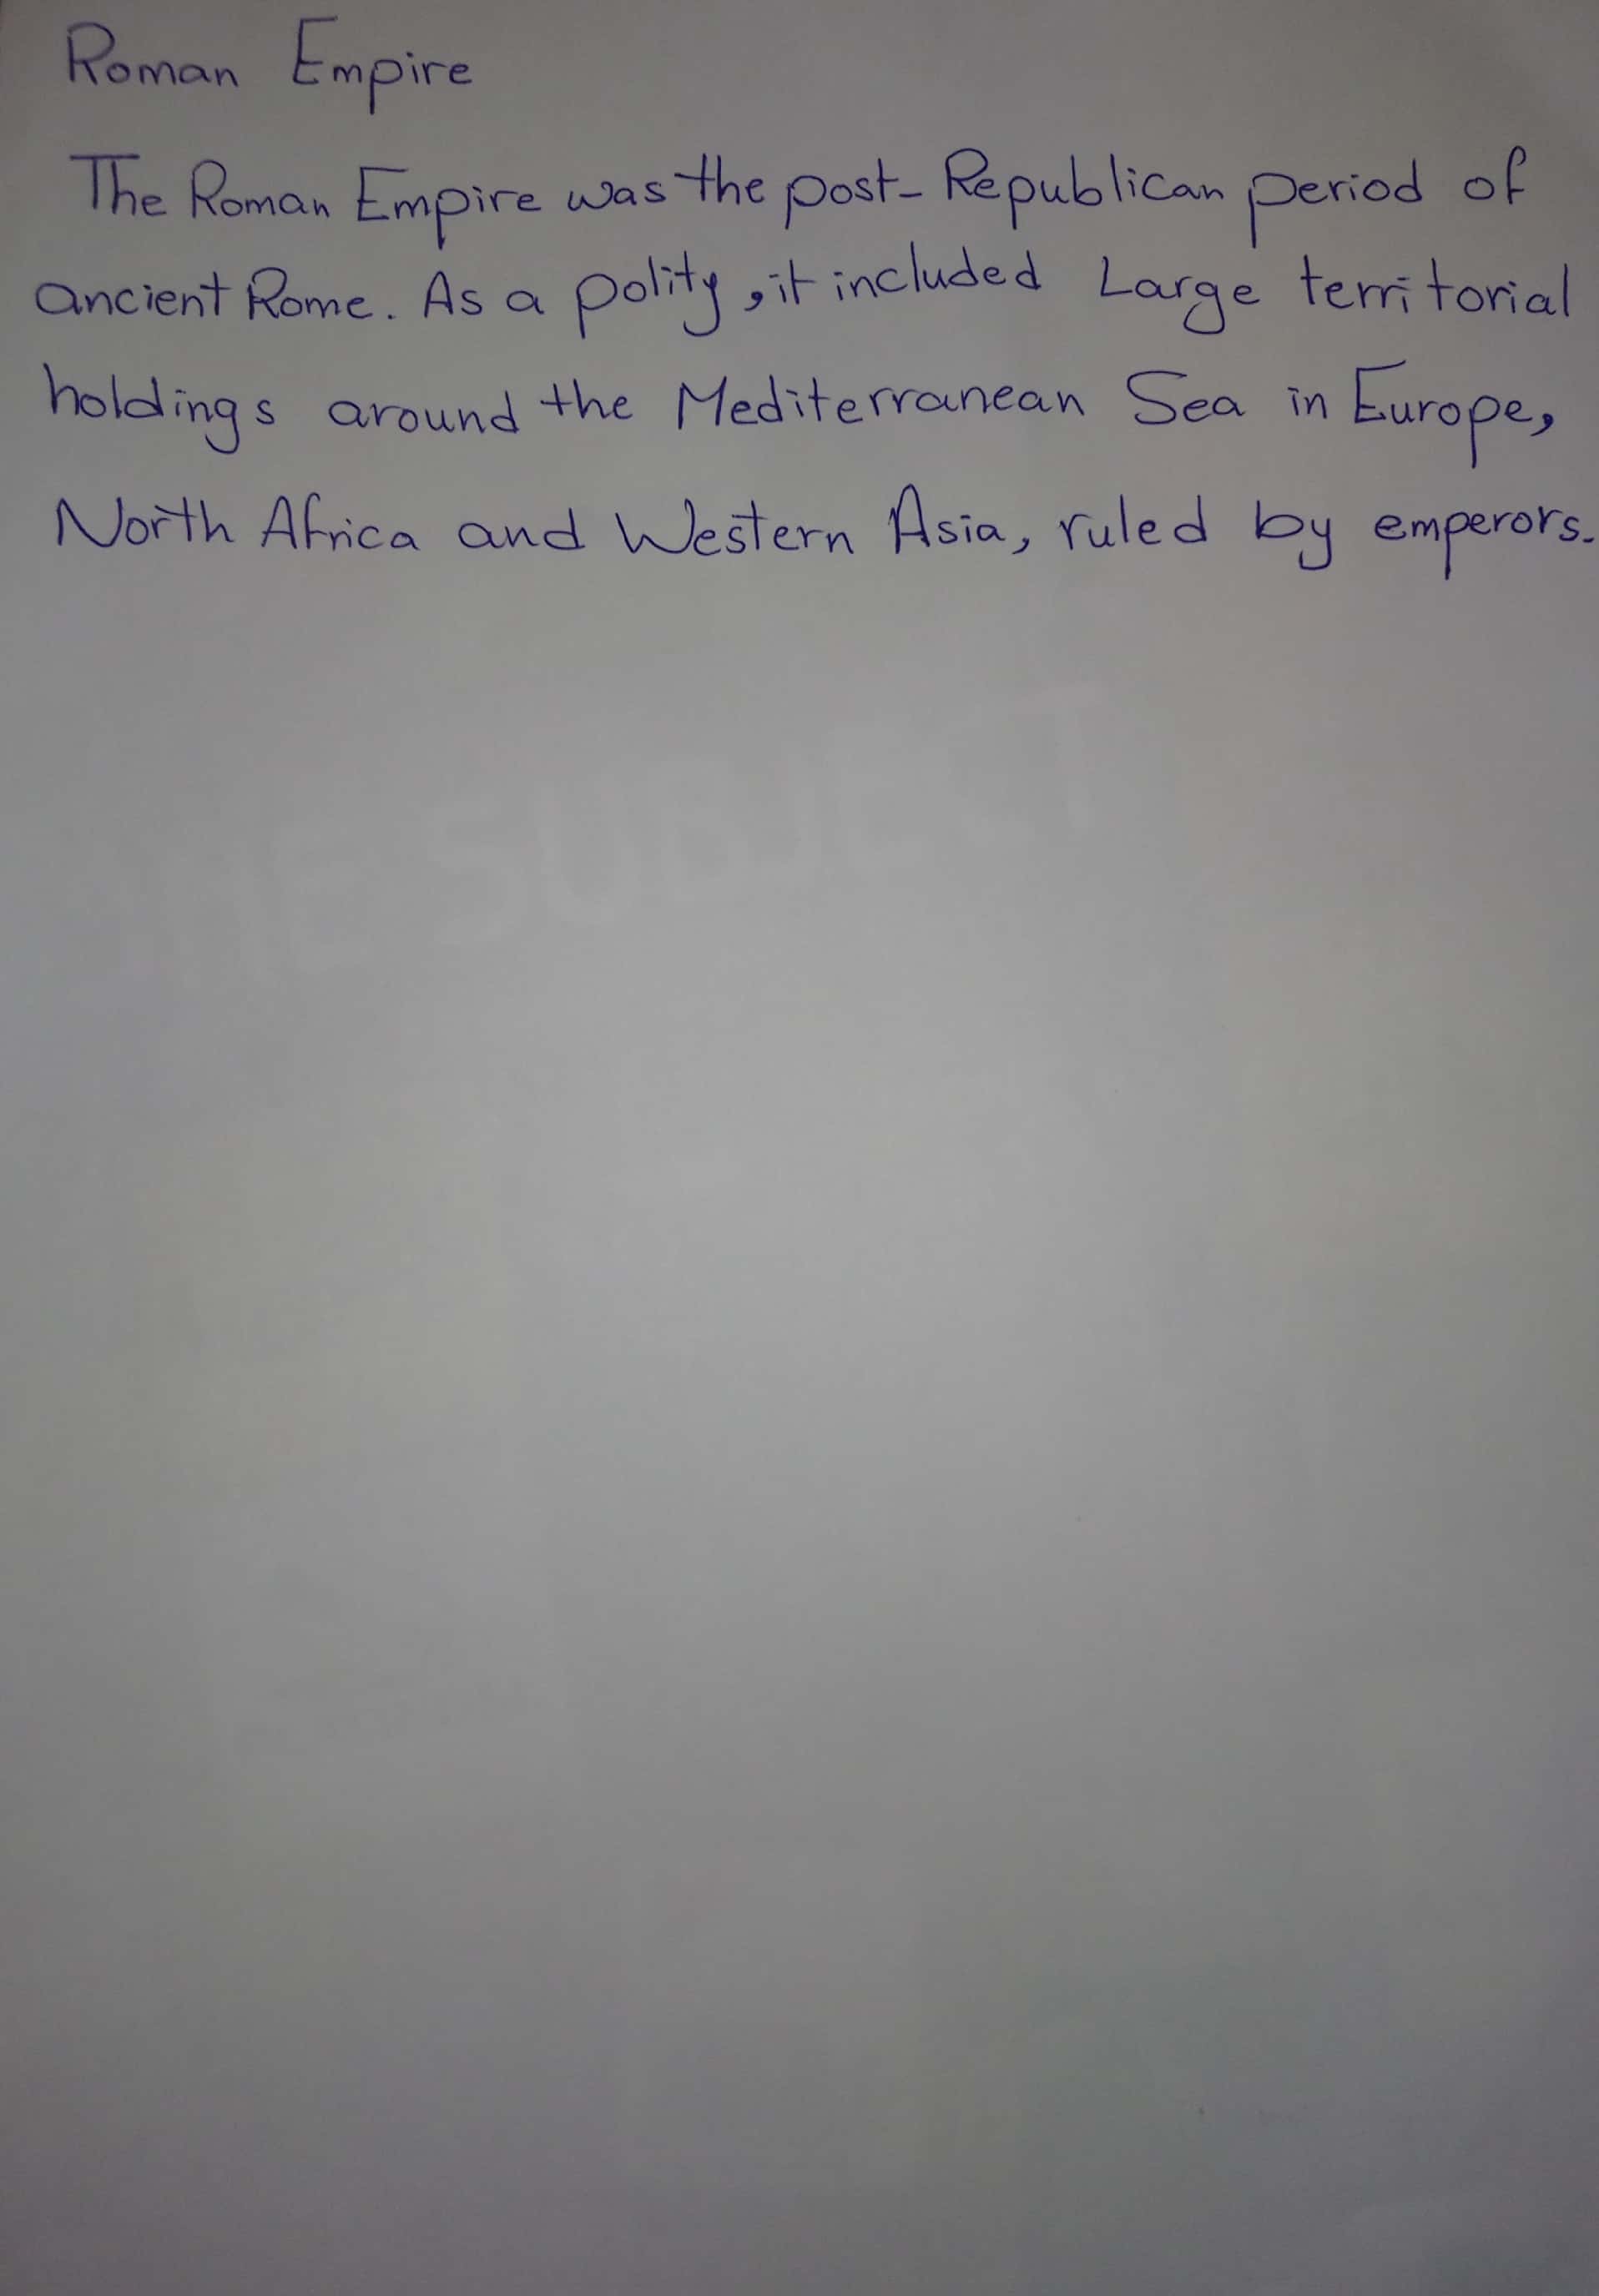 Roman Empire
The Roman Empire was the post-Republican period of
ancient Rome. As a polity, it included Large territorial
holdings around the Mediterranean Sea in Europe,
North Africa and Western Asia, ruled by emperors.